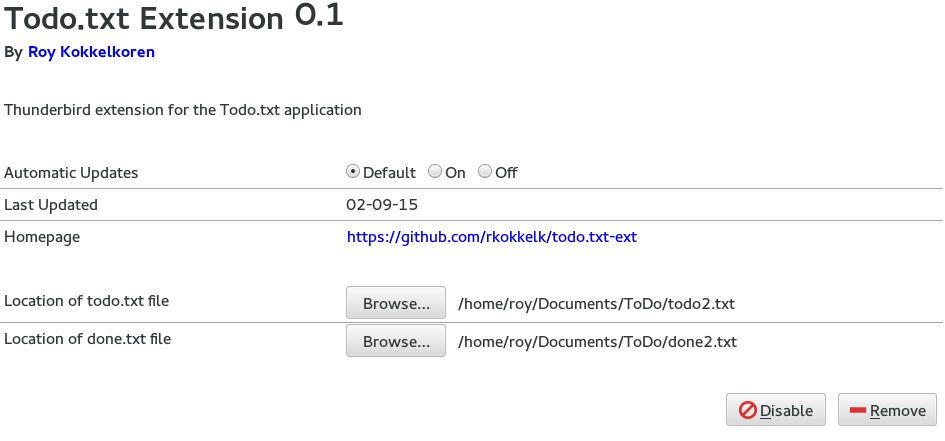 Todo.txt Extension 0.1
By Roy Kokkelkoren
Thunderbird extension for the Todo.txt application
Automatic Updates Default On Off
Last Updated 02-09-15
Homepage https://github.com/rkokkelk/todo.txt-ext
Location of todo.txt file Browse... /home/roy/Documents/ToDo/todo2.txt
Location of done.txt file Browse... /home/roy/Documents/ToDo/done2.txt
Disable Remove